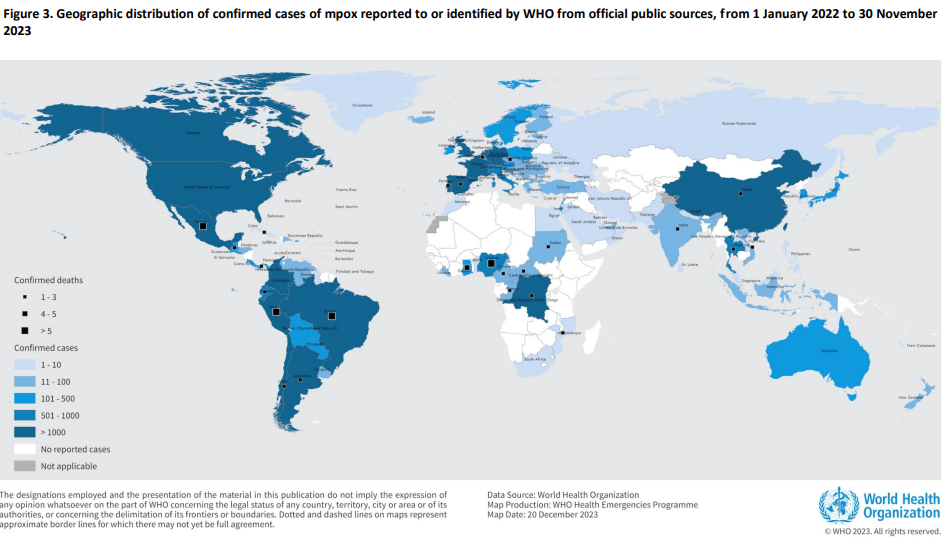 Figure 3. Geographic distribution of confirmed cases of mpox reported to or identified by WHO from official public sources, from 1 January 2022 to 30 November
2023
Greenland
Iceland
Canada
Russian Federation
United States of America
Bermuda
Bahamas
Cuba
Puerto Rico
Saint Martin
Guadeloupe
Martinique
Barbados
Trinidad and Tobago
Dominican Republic
Honduras
El Salvador
Morocco
Ukraine
Georgia
Cyprus
Lebanon
Egypt
Saudi Arabia
Bahrain
United Arab Emirates
Oman
Pakistan
China
India
Sri Lanka
Sudan
Philippines
Guam
Singapore
Mozambique
South Africa
Australia
New Caledonia
New Zealand
Confirmed deaths
1 - 3
4 - 5
> 5
Confirmed cases
1 - 10
11 - 100
101 - 500
501 - 1000
> 1000
No reported cases
Not applicable
The designations employed and the presentation of the material in this publication do not imply the expression of
any opinion whatsoever on the part of WHO concerning the legal status of any country, territory, city or area or of its
authorities, or concerning the delimitation of its frontiers or boundaries. Dotted and dashed lines on maps represent
approximate border lines for which there may not yet be full agreement.
Data Source: World Health Organization
Map Production: WHO Health Emergencies Programme
Map Date: 20 December 2023
World Health
Organization
© WHO 2023. All rights reserved.